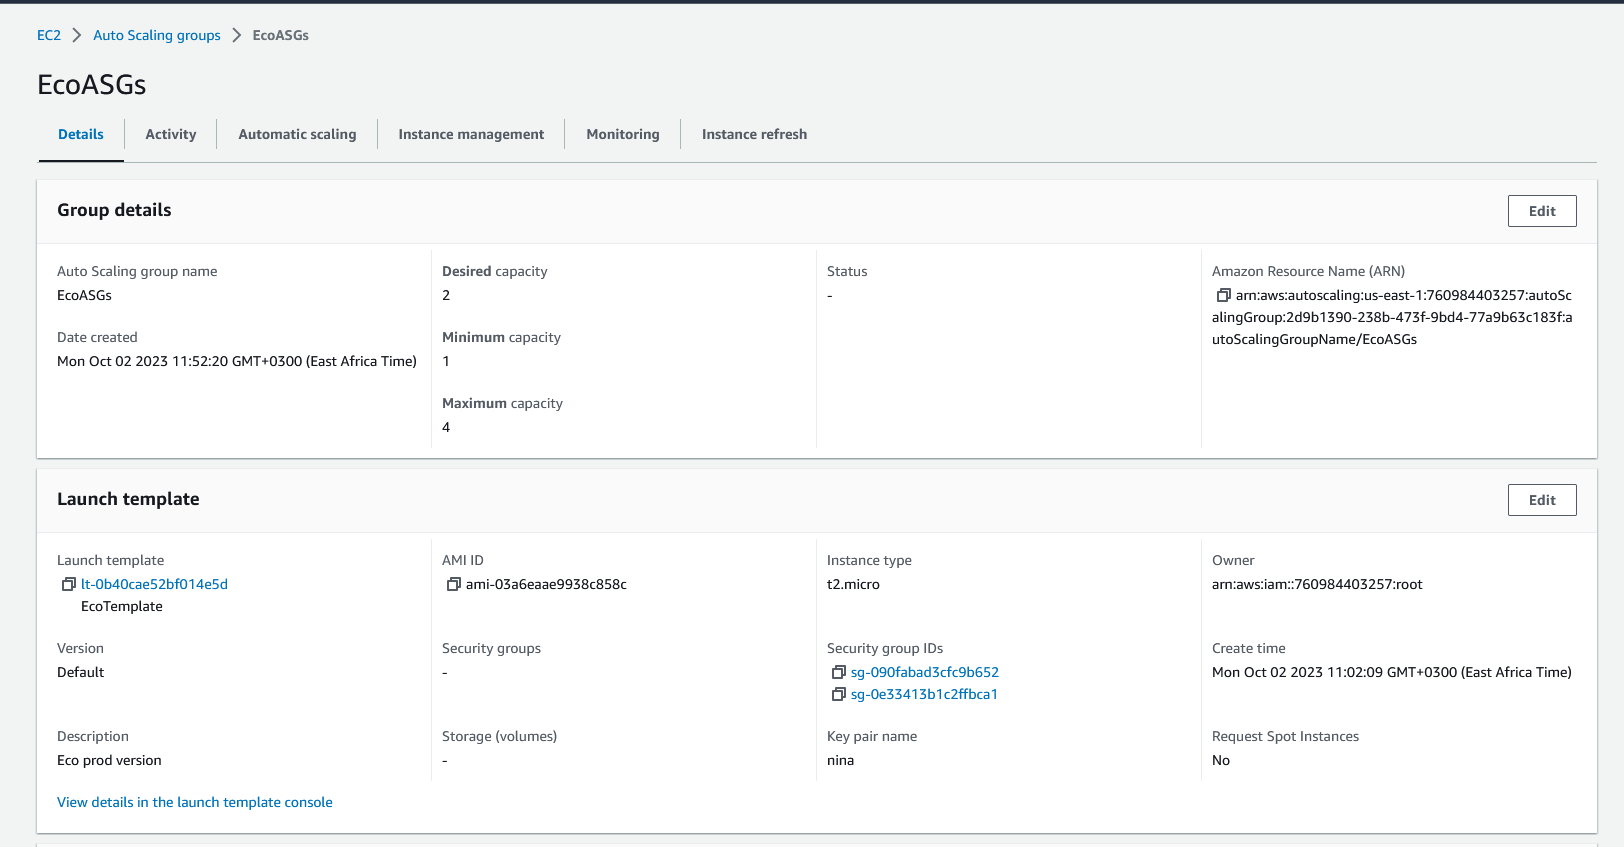 EC2 > Auto Scaling groups > EcoASGs
EcoASGs
Details
Activity
Automatic scaling
Instance management
Monitoring
Instance refresh
Group details
Edit
Auto Scaling group name
EcoASGs
Date created
Mon Oct 02 2023 11:52:20 GMT+0300 (East Africa Time)
Desired capacity
2
Minimum capacity
1
Maximum capacity
4
Status
-
Amazon Resource Name (ARN)
arn:aws:autoscaling:us-east-1:760984403257:autoSc
alingGroup:2d9b1390-238b-473f-9bd4-77a9b63c183f:a
utoScalingGroupName/EcoASGs
Launch template
Edit
Launch template
lt-0b40cae52bf014e5d
EcoTemplate
AMI ID
ami-03a6eaae9938c858c
Instance type
t2.micro
Owner
arn:aws:iam::760984403257:root
Version
Default
Security groups
-
Security group IDs
sg-090fabad3cfc9b652
sg-0e33413b1c2ffbca1
Create time
Mon Oct 02 2023 11:02:09 GMT+0300 (East Africa Time)
Description
Eco prod version
Storage (volumes)
-
Key pair name
nina
Request Spot Instances
No
View details in the launch template console